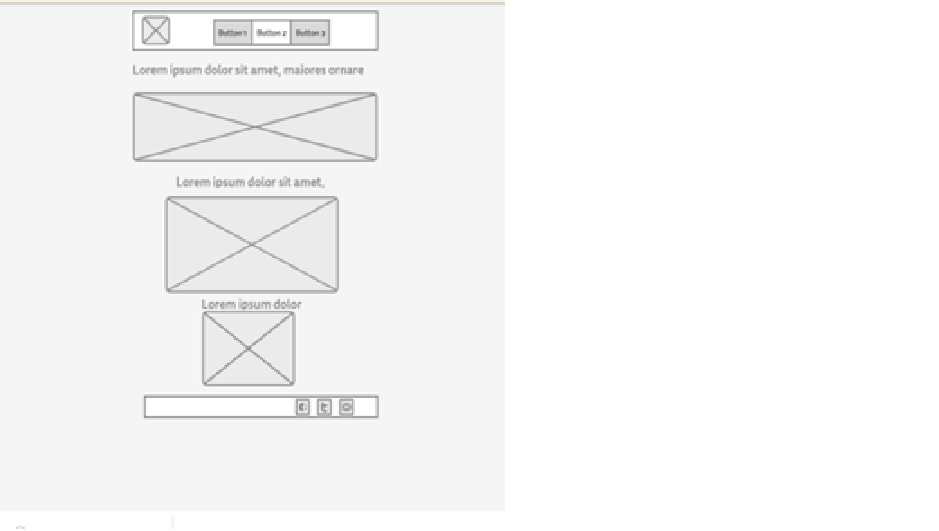 Button 1 Button 2 Button 3
Lorem ipsum dolor sit amet, maiores ornare
Lorem ipsum dolor sit amet,
Lorem ipsum dolor